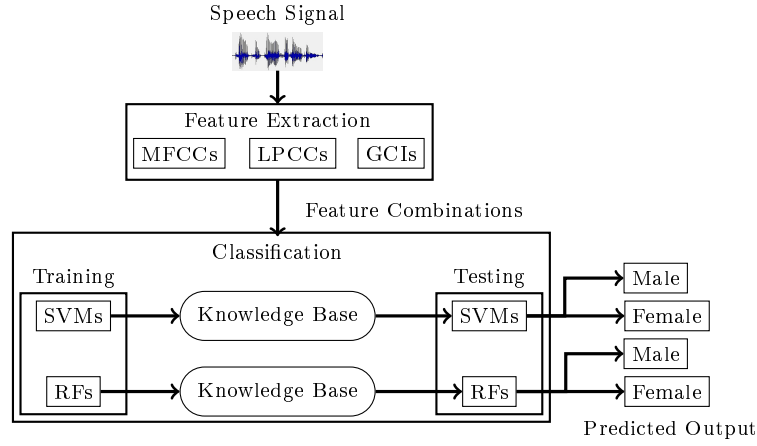 Speech Signal
Feature Extraction
MFCCs LPCCs GCIs
Feature Combinations
Classification
Training Testing
Male
SVMs Knowledge Base SVMs Female
Male
RFs Knowledge Base RFs Female
Predicted Output